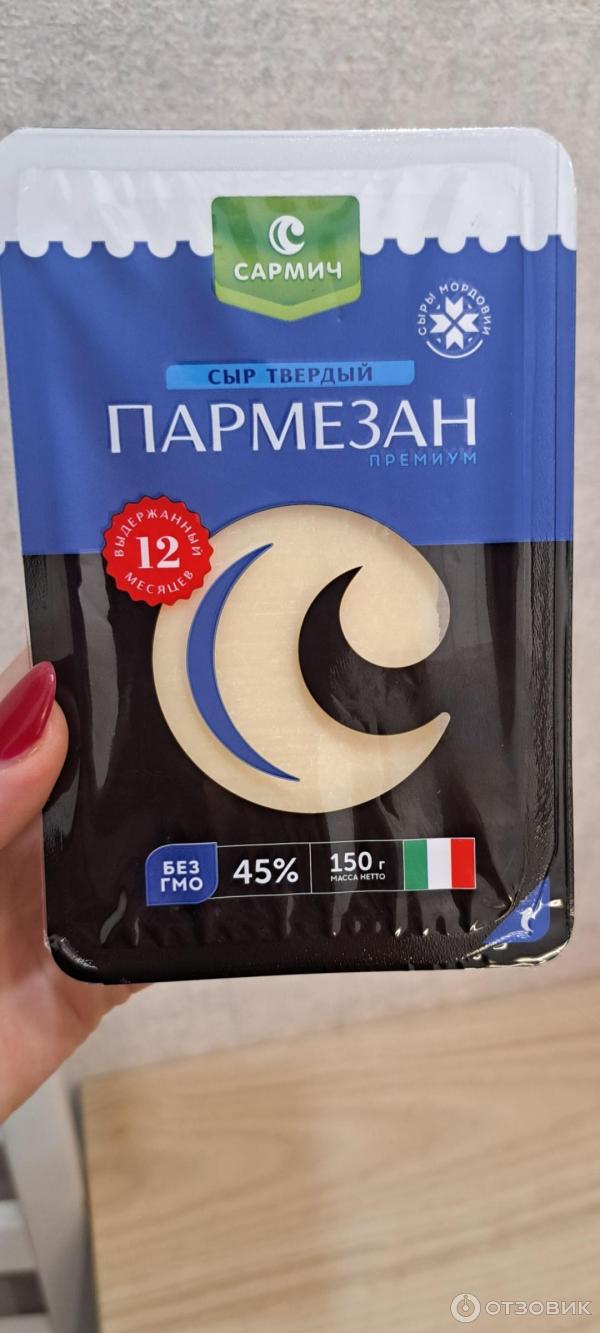 САРМИЧ
СЫРЫ МОРДОВИИ
СЫР ТВЕРДЫЙ
ПАРМЕЗАН
ПРЕМИУМ
ВЫДЕРЖАННЫЙ
12
МЕСЯЦЕВ
БЕЗ
ГМО
45%
150 г
МАССА НЕТТО
ОТЗОВИК